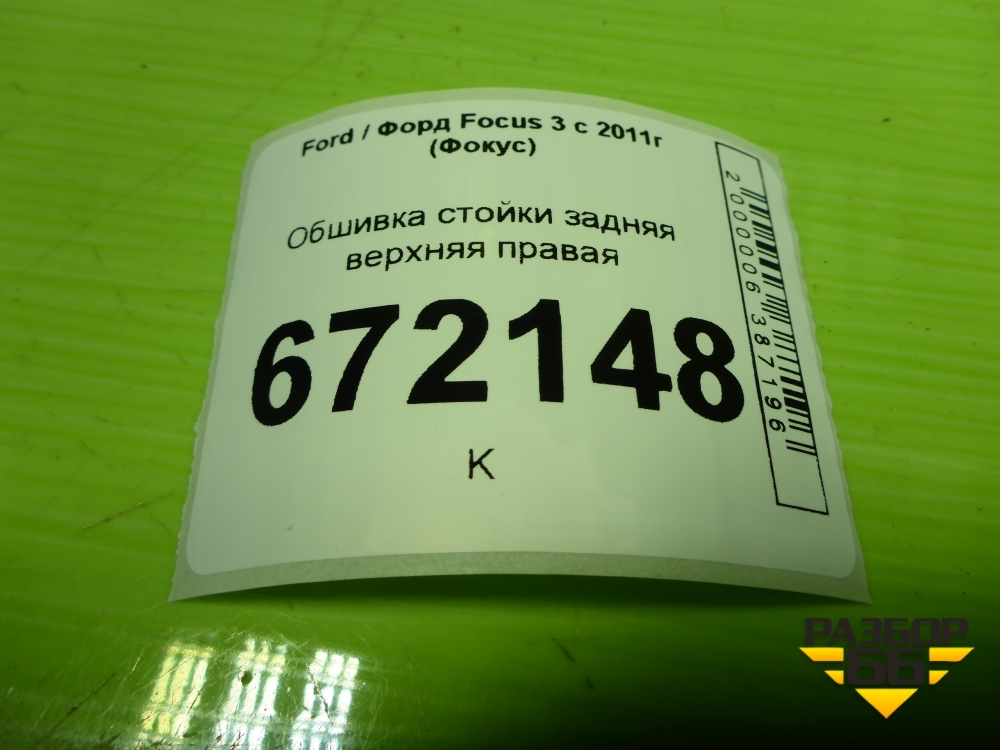 Ford / Форд Focus 3 с 2011г
(Фокус)
Обшивка стойки задняя
верхняя правая
672148
К
2000006387196
РАЗБОР
66